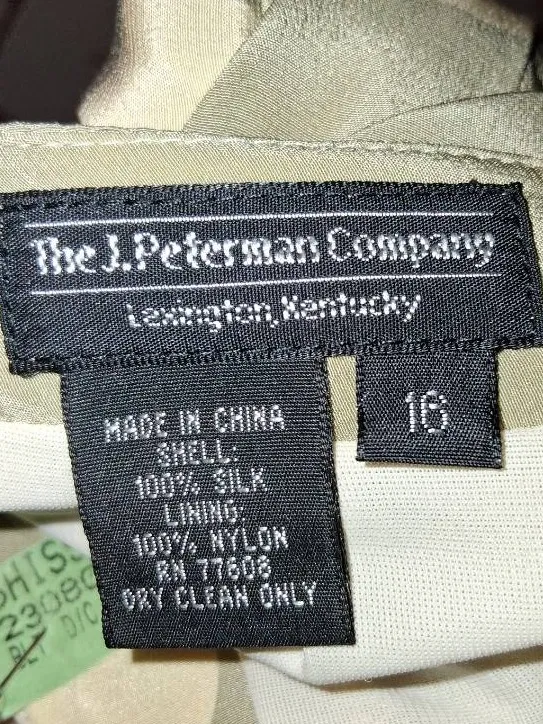 The J. Peterman Company
Lexington, Kentucky
16
MADE IN CHINA
SHELL:
100% SILK
LINING:
100% NYLON
RN 77608
DRY CLEAN ONLY
D/C